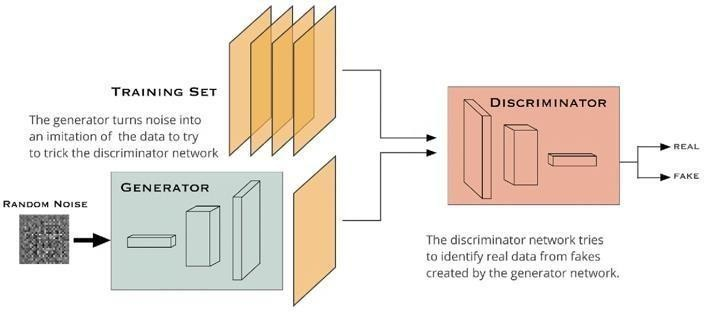 TRAINING SET
The generator turns noise into
an imitation of the data to try
to trick the discriminator network
DISCRIMINATOR
REAL
FAKE
GENERATOR
RANDOM NOISE
The discriminator network tries
to identify real data from fakes
created by the generator network.